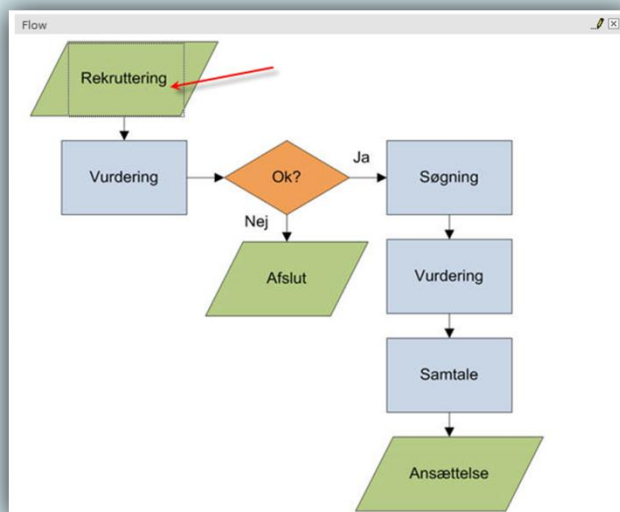 Flow
Rekruttering
Vurdering
Ok?
Ja
Søgning
Nej
Afslut
Vurdering
Samtale
Ansættelse